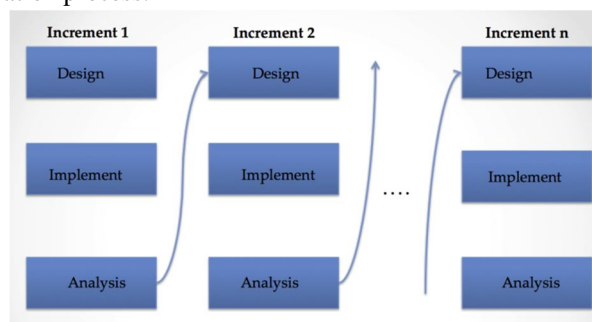 Increment 1
Increment 2
Increment n
Design
Design
Design
Implement
Implement
....
Implement
Analysis
Analysis
Analysis